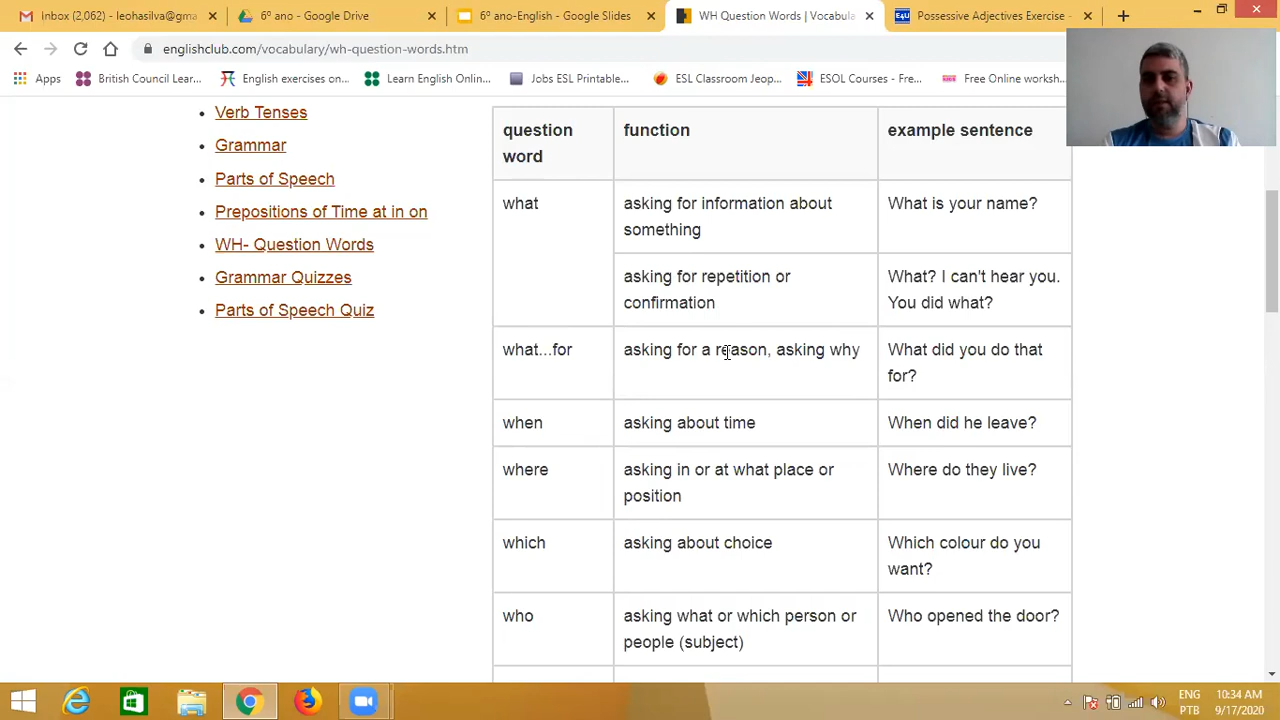 Inbox (2,062) - leohasilva@gma
6º ano - Google Drive
6º ano-English - Google Slides
WH Question Words | Vocabula
E4U
Possessive Adjectives Exercise -
englishclub.com/vocabulary/wh-question-words.htm
Apps
British Council Lear...
English exercises on...
Learn English Onlin...
Jobs ESL Printable...
ESL Classroom Jeop...
ESOL Courses - Fre...
Free Online worksh...
Verb Tenses
Grammar
Parts of Speech
Prepositions of Time at in on
WH- Question Words
Grammar Quizzes
Parts of Speech Quiz
question
word
function
example sentence
what
asking for information about
something
What is your name?
asking for repetition or
confirmation
What? I can't hear you.
You did what?
what...for
asking for a reason, asking why
What did you do that
for?
when
asking about time
When did he leave?
where
asking in or at what place or
position
Where do they live?
which
asking about choice
Which colour do you
want?
who
asking what or which person or
people (subject)
Who opened the door?
ENG
PTB
10:34 AM
9/17/2020